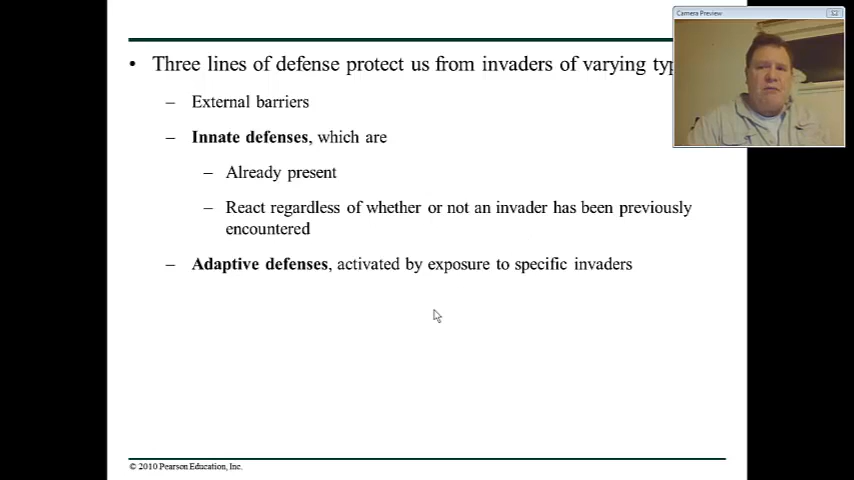 Camera Preview
• Three lines of defense protect us from invaders of varying
– External barriers
– Innate defenses, which are
– Already present
– React regardless of whether or not an invader has been previously
encountered
– Adaptive defenses, activated by exposure to specific invaders
© 2010 Pearson Education, Inc.